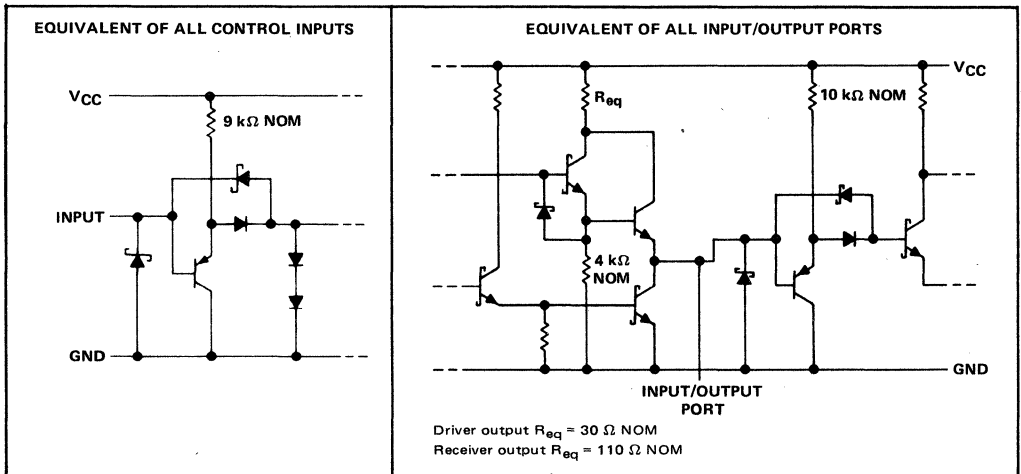 EQUIVALENT OF ALL CONTROL INPUTS
VCC
9 kΩ NOM
INPUT
GND
EQUIVALENT OF ALL INPUT/OUTPUT PORTS
VCC
Req
10 kΩ NOM
4 kΩ
NOM
GND
INPUT/OUTPUT
PORT
Driver output Req = 30 Ω NOM
Receiver output Req = 110 Ω NOM